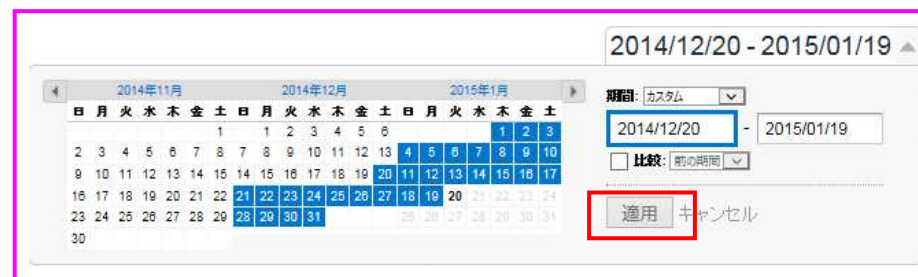 2014/12/20 - 2015/01/19
2014年11月 2014年12月 2015年1月
日 月 火 水 木 金 土 日 月 火 水 木 金 土 日 月 火 水 木 金 土
1 1 2 3 4 5 6 1 2 3
2 3 4 5 6 7 8 7 8 9 10 11 12 13 4 5 6 7 8 9 10
9 10 11 12 13 14 15 14 15 16 17 18 19 20 11 12 13 14 15 16 17
16 17 18 19 20 21 22 21 22 23 24 25 26 27 18 19 20 21 22 23 24
23 24 25 26 27 28 29 28 29 30 31 25 26 27 28 29 30 31
30
期間: カスタム
2014/12/20 - 2015/01/19
比較: 前の期間
適用 キャンセル